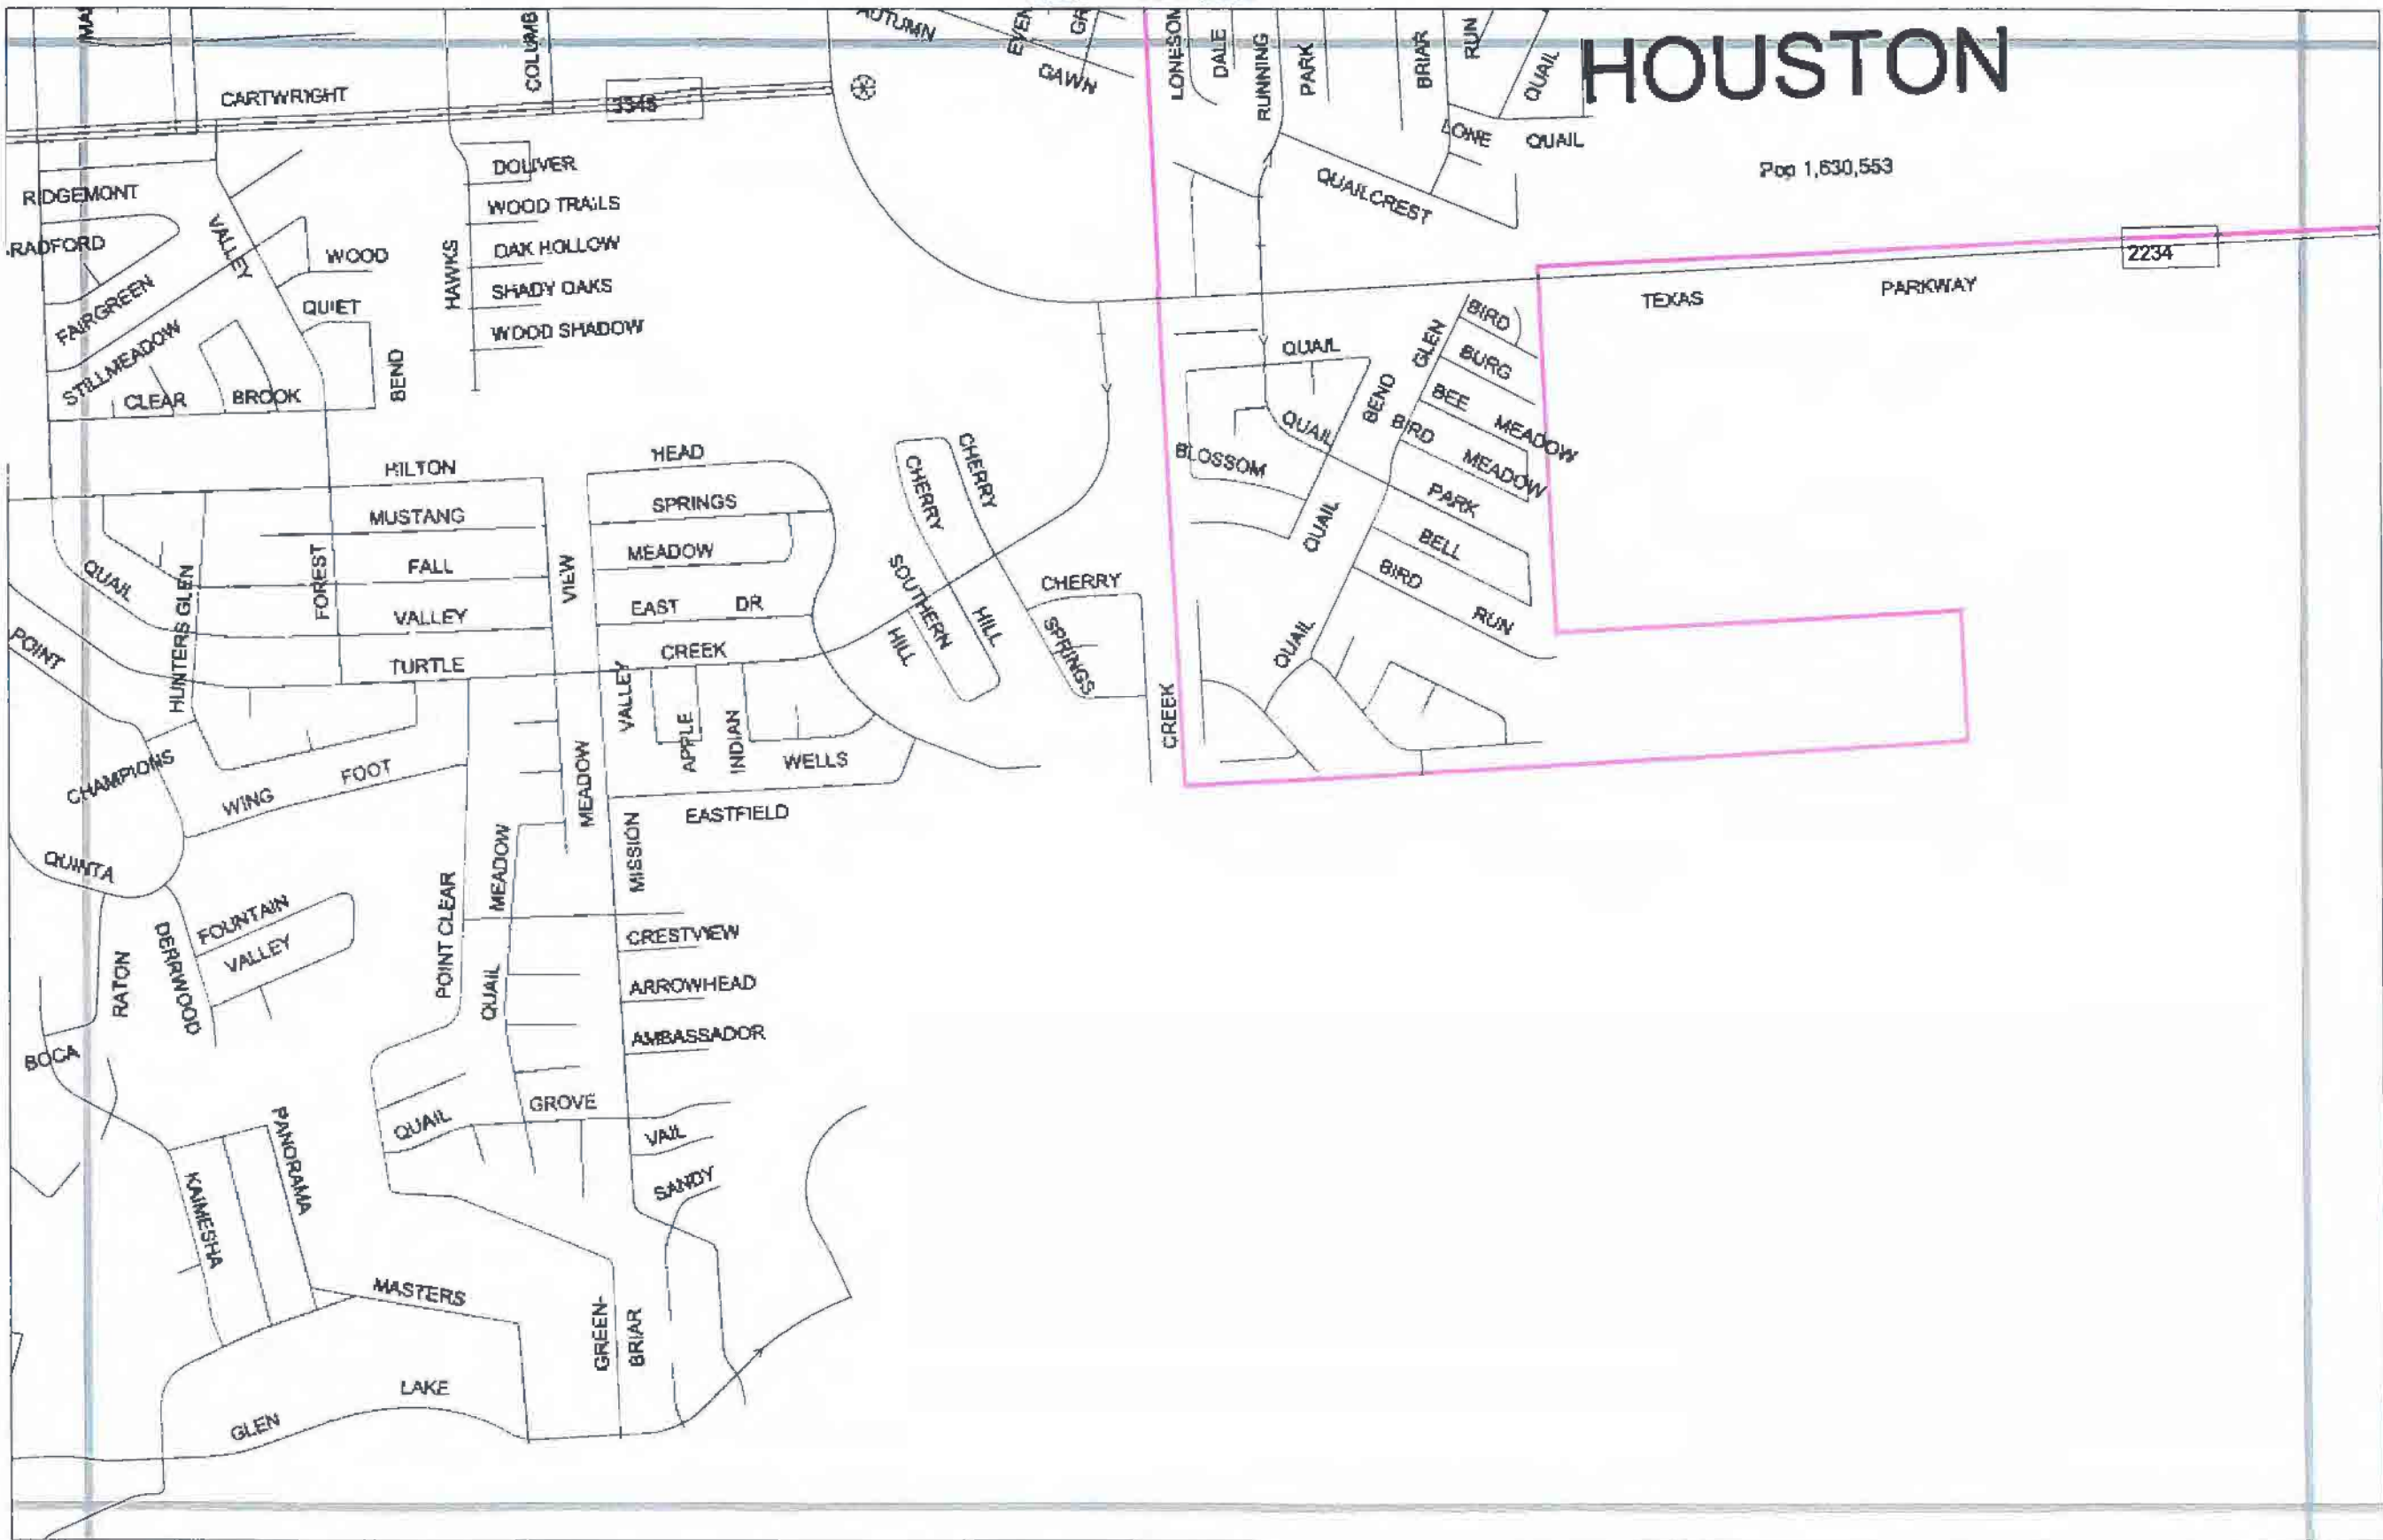 COLUMB
AUTUMN
EVEN
GR
DAWN
LONESOM
DALE
RUNNING
PARK
BRIAR
RUN
QUAIL
HOUSTON
CARTWRIGHT
3345
LONE QUAIL
Pop 1,630,553
DOLIVER
RIDGEMONT
WOOD TRAILS
QUAILCREST
RADFORD
VALLEY
WOOD
HAWKS
OAK HOLLOW
2234
FAIRGREEN
QUIET
SHADY OAKS
TEXAS PARKWAY
STILLMEADOW
WOOD SHADOW
BIRD
GLEN
QUAIL
BURG
BEND
CLEAR BROOK
BEND
BEE MEADOW
QUAIL
BIRD MEADOW
HILTON
HEAD
CHERRY
CHERRY
BLOSSOM
MUSTANG
SPRINGS
PARK
QUAIL
QUAIL
HUNTERS GLEN
FOREST
FALL
VIEW
MEADOW
BELL
SOUTHERN
HILL
HILL
CHERRY
BIRD RUN
VALLEY
EAST DR
SPRINGS
QUAIL
POINT
TURTLE
CREEK
VALLEY
APPLE
INDIAN
CREEK
CHAMPIONS
WING FOOT
MEADOW
WELLS
EASTFIELD
QUINTA
POINT CLEAR
MEADOW
MISSION
FOUNTAIN
VALLEY
DERRWOOD
RATON
QUAIL
CRESTVIEW
ARROWHEAD
BOCA
AMBASSADOR
PANORAMA
QUAIL
GROVE
VAIL
KAIMESHA
SANDY
MASTERS
GREEN-
BRIAR
LAKE
GLEN